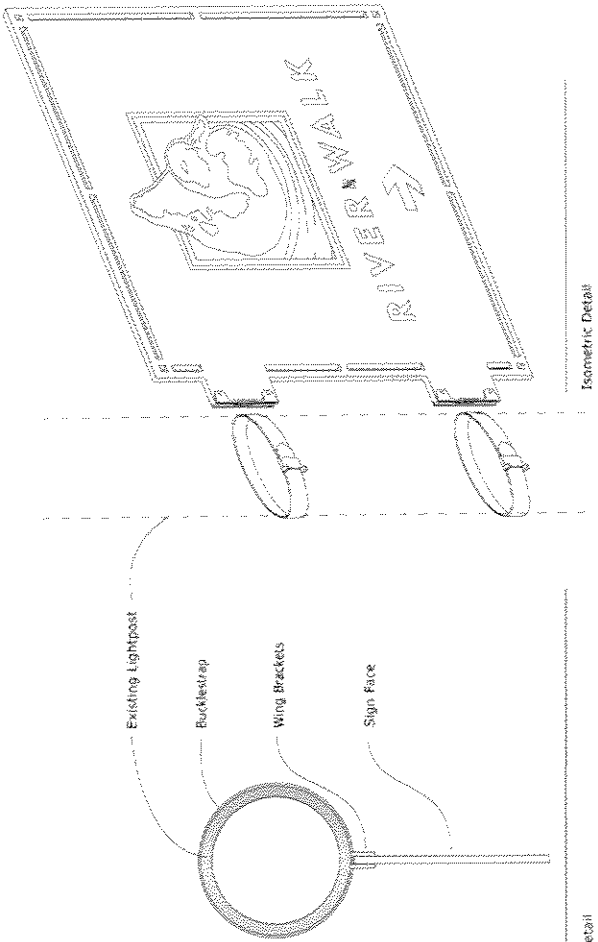 Existing Lightpost
Bucklestrap
Wing Brackets
Sign Face
etail
RIVER WALK
Isometric Detail